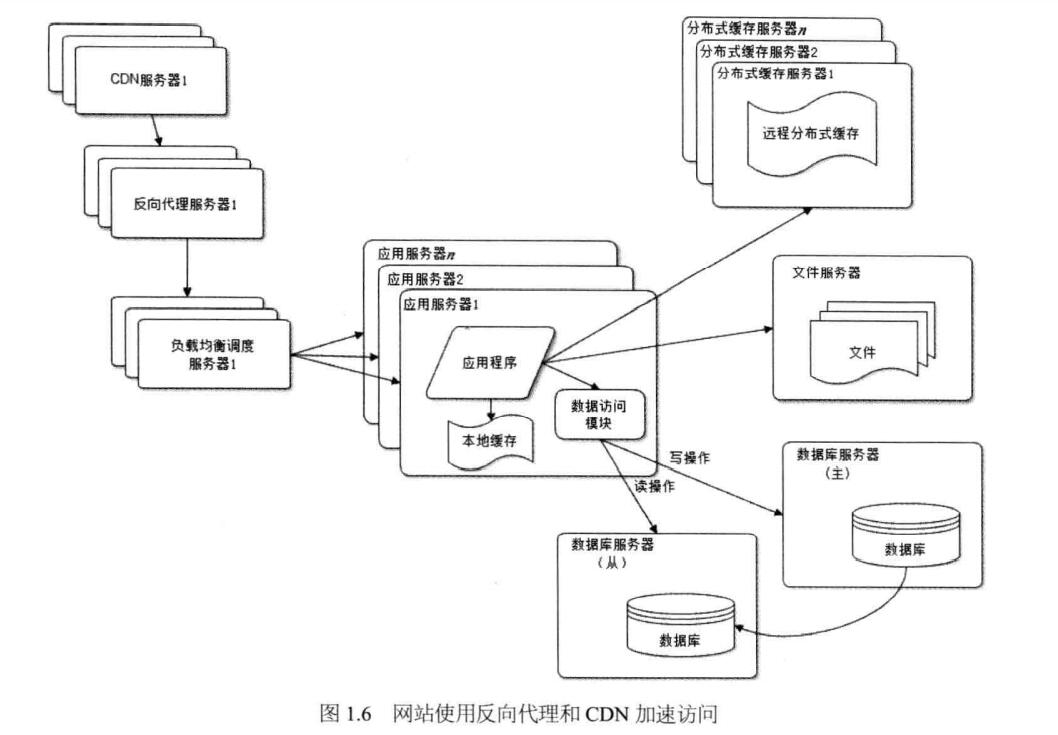 CDN服务器1
反向代理服务器1
负载均衡调度
服务器1
应用服务器n
应用服务器2
应用服务器1
应用程序
本地缓存
数据访问
模块
分布式缓存服务器n
分布式缓存服务器2
分布式缓存服务器1
远程分布式缓存
文件服务器
文件
写操作
读操作
数据库服务器
（主）
数据库
数据库服务器
（从）
数据库
图 1.6 网站使用反向代理和 CDN 加速访问